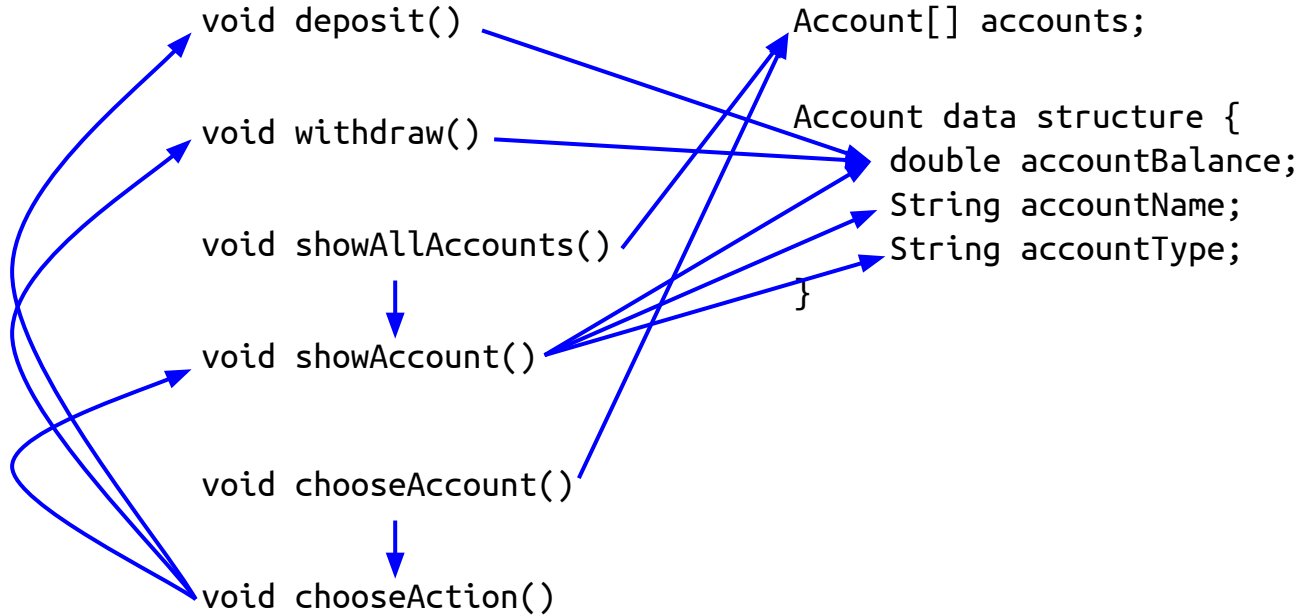 void deposit()
void withdraw()
void showAllAccounts()
void showAccount()
void chooseAccount()
void chooseAction()
Account[] accounts;
Account data structure {
double accountBalance;
String accountName;
String accountType;
}